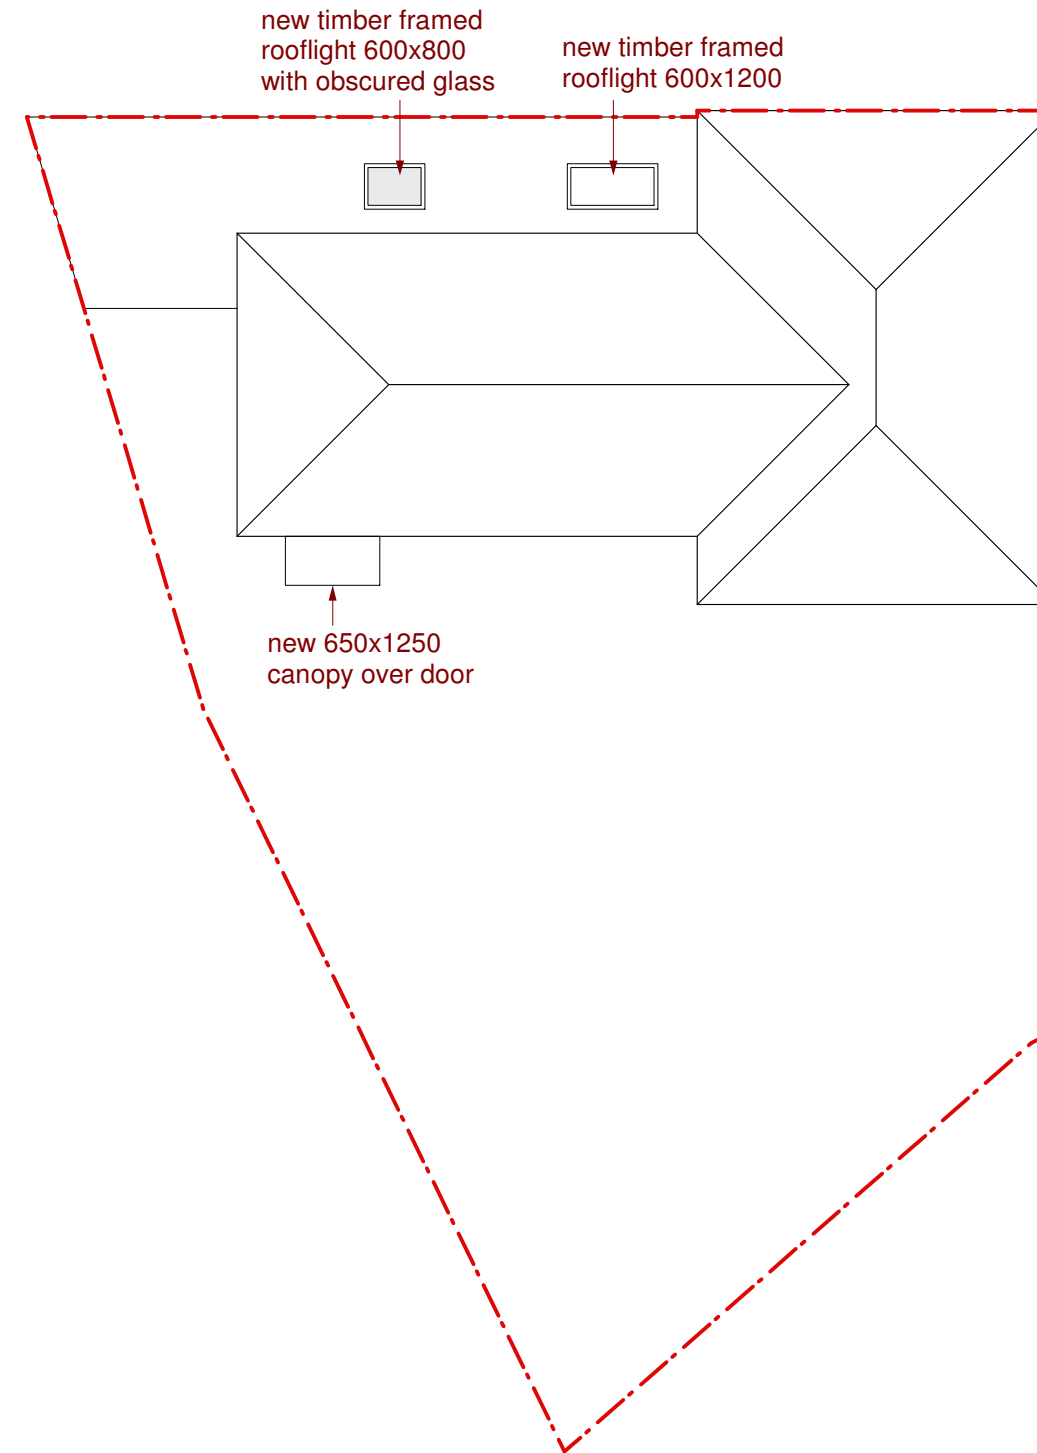 new timber framed
rooflight 600x800
with obscured glass
new timber framed
rooflight 600x1200
new 650x1250
canopy over door